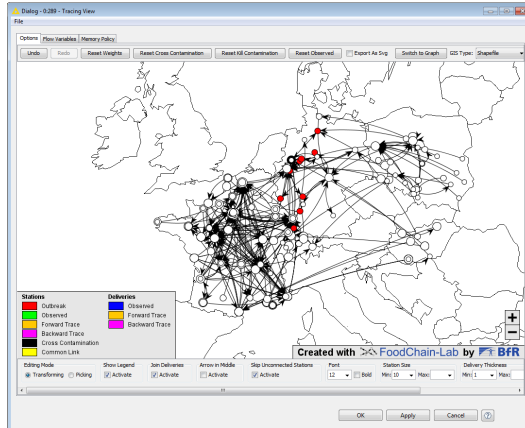 Dialog - 0:289 - Tracing View
File
Options Flow Variables Memory Policy
Undo Redo Reset Weights Reset Cross Contamination Reset Kill Contamination Reset Observed Export As Svg Switch to Graph GIS Type: Shapefile
Stations Deliveries
Outbreak Observed
Observed Forward Trace
Forward Trace Backward Trace
Backward Trace
Cross Contamination
Common Link
+
−
Created with FoodChain-Lab by BfR
Editing Mode Show Legend Join Deliveries Arrow in Middle Skip Unconnected Stations Font Station Size Delivery Thickness
Transforming Picking Activate Activate Activate Activate 12 Bold Min: 10 Max: Min: 1 Max:
OK Apply Cancel ?